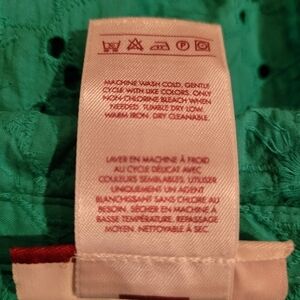 MACHINE WASH COLD, GENTLE
CYCLE WITH LIKE COLORS. ONLY
NON-CHLORINE BLEACH WHEN
NEEDED. TUMBLE DRY LOW.
WARM IRON. DRY CLEANABLE.
LAVER EN MACHINE À FROID
AU CYCLE DÉLICAT AVEC
COULEURS SEMBLABLES. UTILISER
UNIQUEMENT UN AGENT
BLANCHISSANT SANS CHLORE AU
BESOIN. SÉCHER EN MACHINE À
BASSE TEMPÉRATURE. REPASSAGE
MOYEN. NETTOYABLE À SEC.